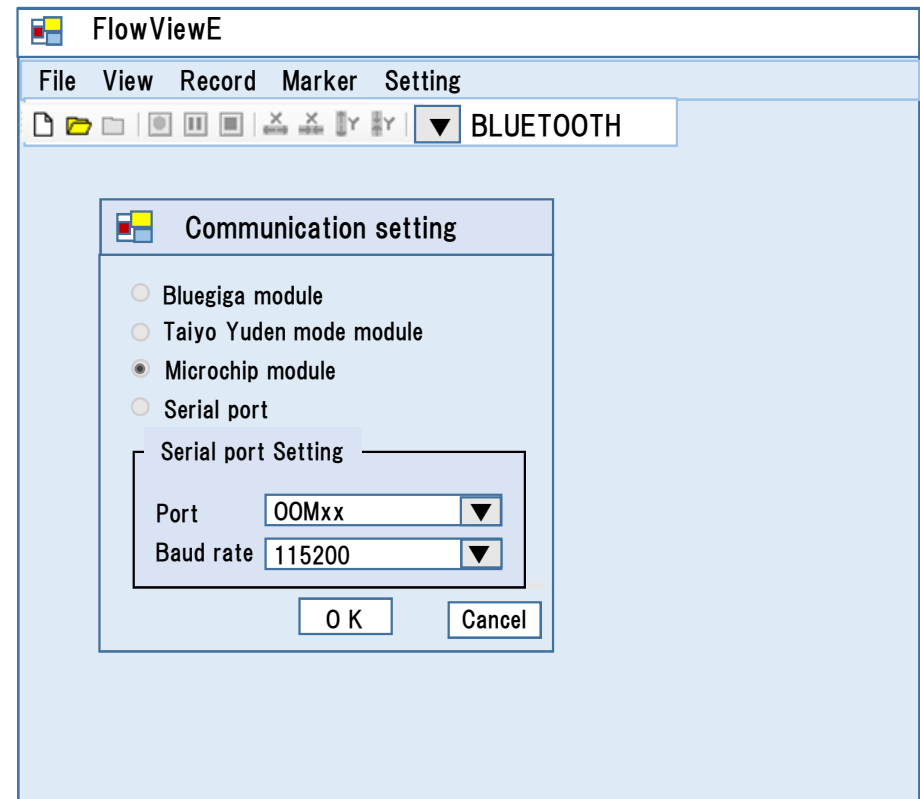 FlowViewE
File View Record Marker Setting
X X Y Y BLUETOOTH
Communication setting
Bluegiga module
Taiyo Yuden mode module
Microchip module
Serial port
Serial port Setting
Port OOMxx
Baud rate 115200
O K Cancel